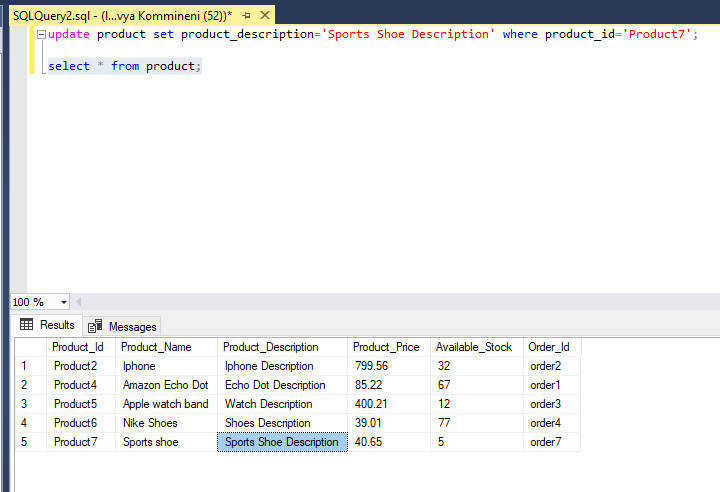 SQLQuery2.sql - (l...vya Kommineni (52))*
update product set product_description='Sports Shoe Description' where product_id='Product7';
select * from product;
100 %
Results Messages
Product_Id Product_Name Product_Description Product_Price Available_Stock Order_Id
1 Product2 Iphone Iphone Description 799.56 32 order2
2 Product4 Amazon Echo Dot Echo Dot Description 85.22 67 order1
3 Product5 Apple watch band Watch Description 400.21 12 order3
4 Product6 Nike Shoes Shoes Description 39.01 77 order4
5 Product7 Sports shoe Sports Shoe Description 40.65 5 order7